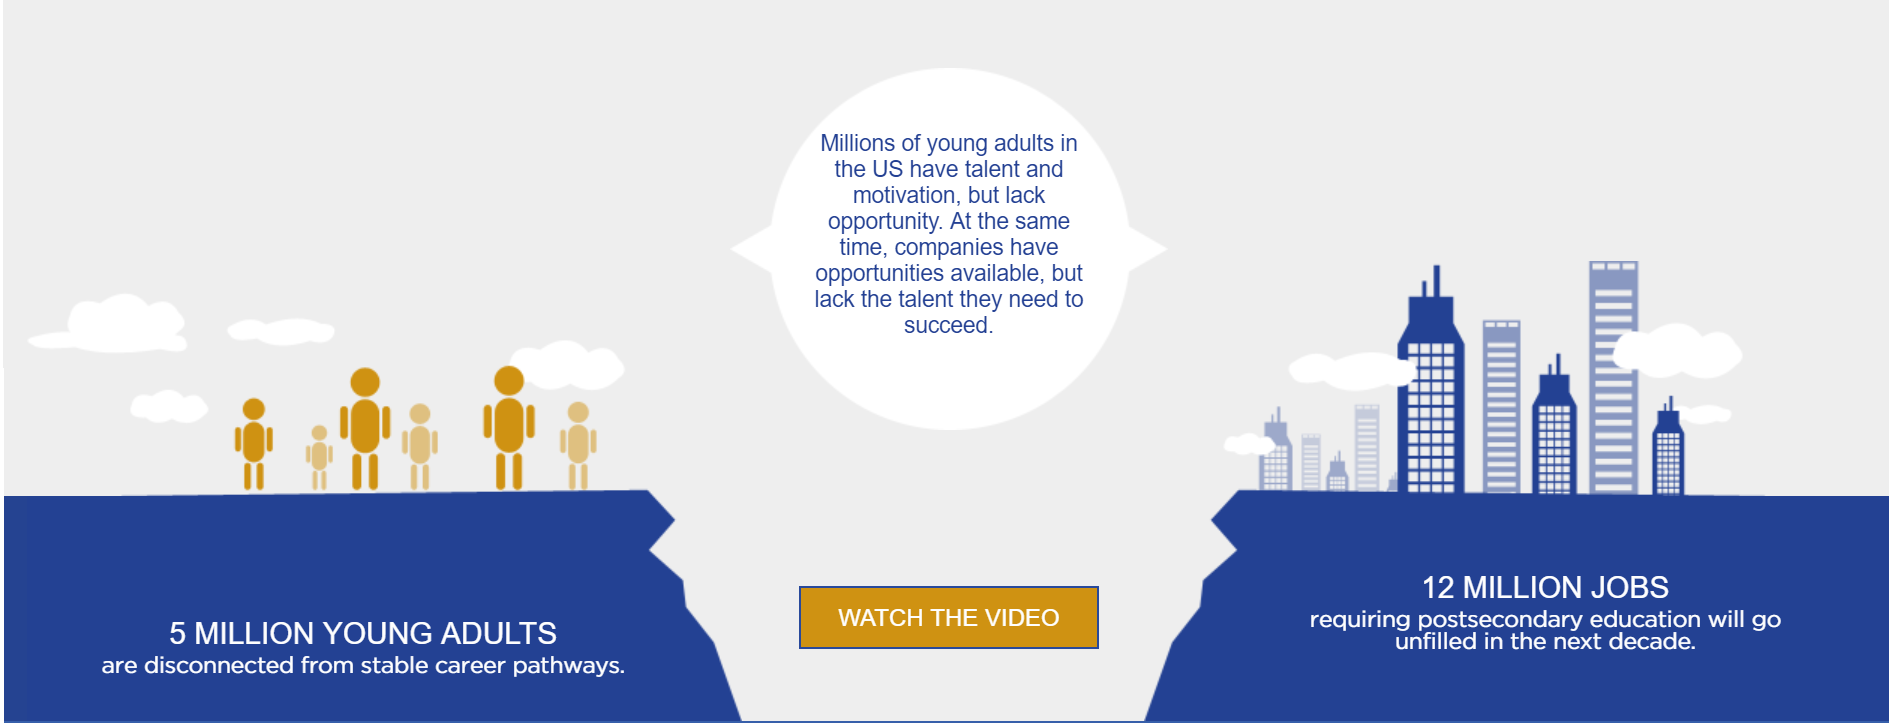 Millions of young adults in
the US have talent and
motivation, but lack
opportunity. At the same
time, companies have
opportunities available, but
lack the talent they need to
succeed.
5 MILLION YOUNG ADULTS
are disconnected from stable career pathways.
WATCH THE VIDEO
12 MILLION JOBS
requiring postsecondary education will go
unfilled in the next decade.